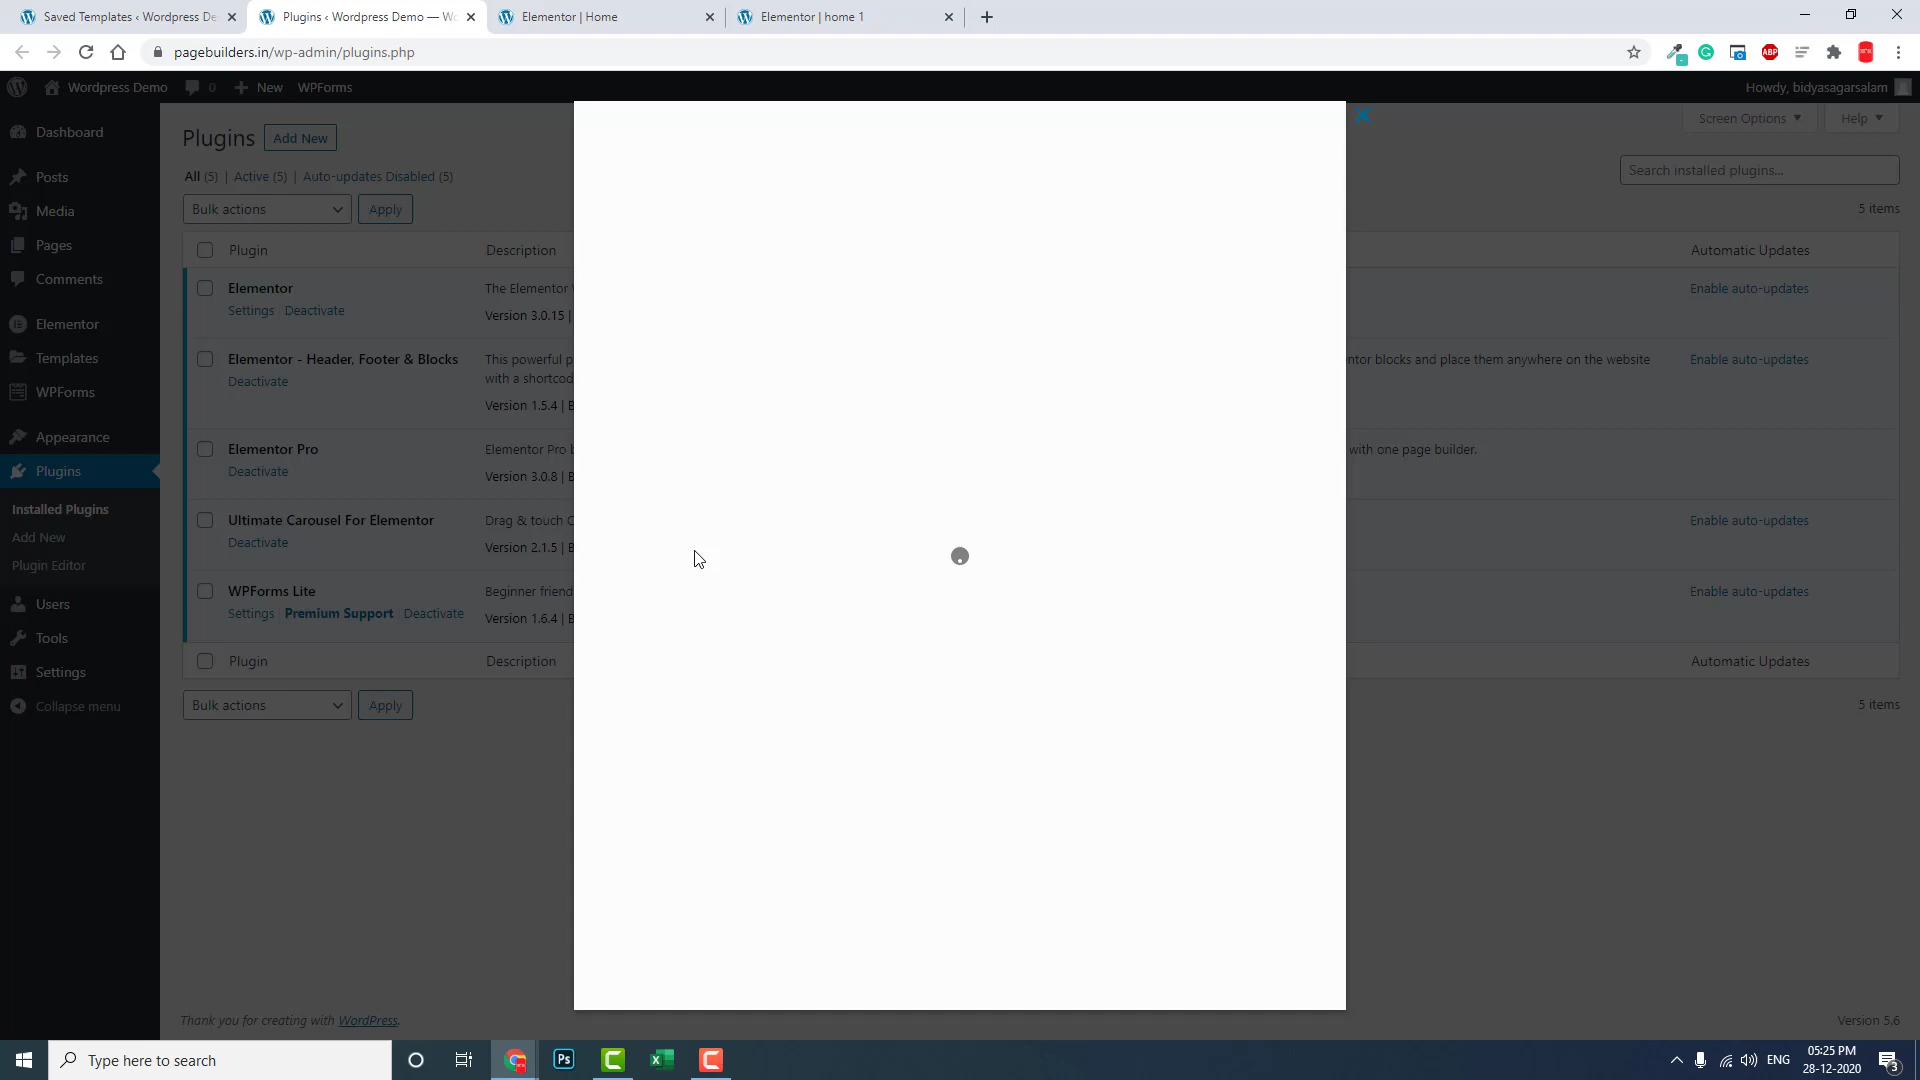 Saved Templates ‹ Wordpress De
Plugins ‹ Wordpress Demo — Wo
Elementor | Home
Elementor | home 1
pagebuilders.in/wp-admin/plugins.php
ABP
Wordpress Demo
0
New
WPForms
Howdy, bidyasagarsalam
Dashboard
Posts
Media
Pages
Comments
Elementor
Templates
WPForms
Appearance
Plugins
Installed Plugins
Add New
Plugin Editor
Users
Tools
Settings
Collapse menu
Plugins
Add New
Screen Options
Help
All (5) | Active (5) | Auto-updates Disabled (5)
Search installed plugins...
Bulk actions
Apply
5 items
Plugin
Description
Automatic Updates
Elementor
Settings | Deactivate
The Elementor
Version 3.0.15 |
Enable auto-updates
Elementor - Header, Footer & Blocks
Deactivate
This powerful p
ntor blocks and place them anywhere on the website
with a shortcod
Version 1.5.4 | B
Enable auto-updates
Elementor Pro
Deactivate
Elementor Pro b
with one page builder.
Version 3.0.8 | B
Enable auto-updates
Ultimate Carousel For Elementor
Deactivate
Drag & touch C
Version 2.1.5 | B
Enable auto-updates
WPForms Lite
Settings | Premium Support | Deactivate
Beginner friend
Version 1.6.4 | B
Enable auto-updates
Plugin
Description
Automatic Updates
Bulk actions
Apply
5 items
Thank you for creating with WordPress.
Version 5.6
Type here to search
Ps
ENG
05:25 PM
28-12-2020
3